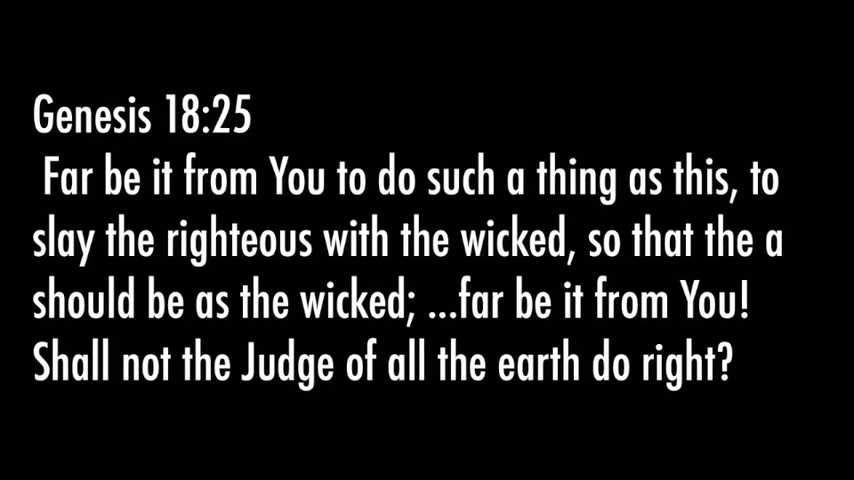 Genesis 18:25
Far be it from You to do such a thing as this, to
slay the righteous with the wicked, so that the a
should be as the wicked; ...far be it from You!
Shall not the Judge of all the earth do right?